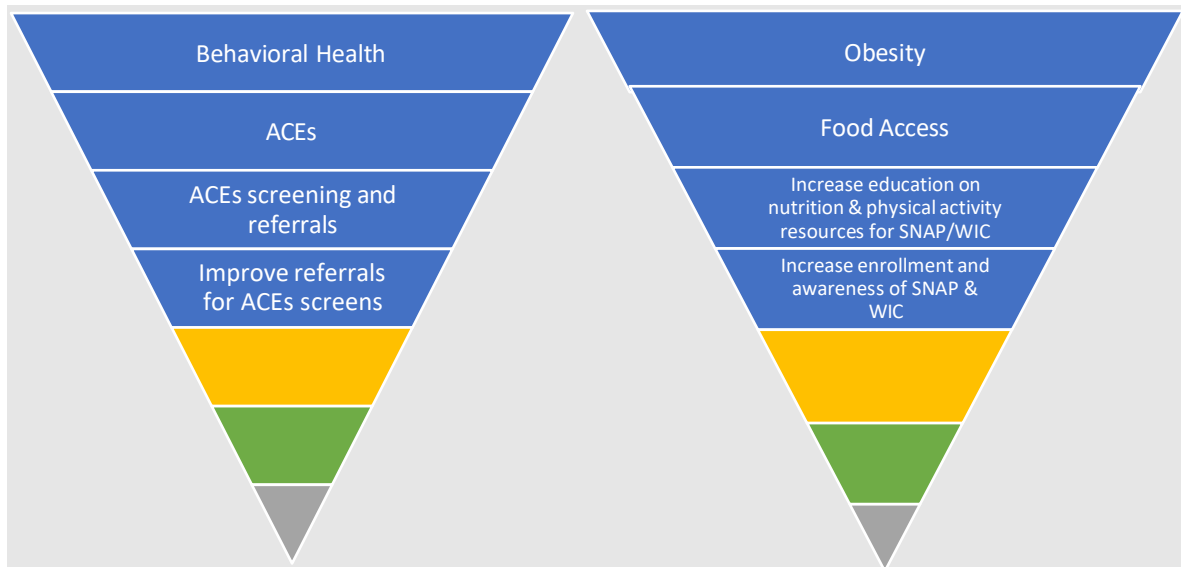 Behavioral Health
ACEs
ACEs screening and
referrals
Improve referrals
for ACEs screens
Obesity
Food Access
Increase education on
nutrition & physical activity
resources for SNAP/WIC
Increase enrollment and
awareness of SNAP &
WIC